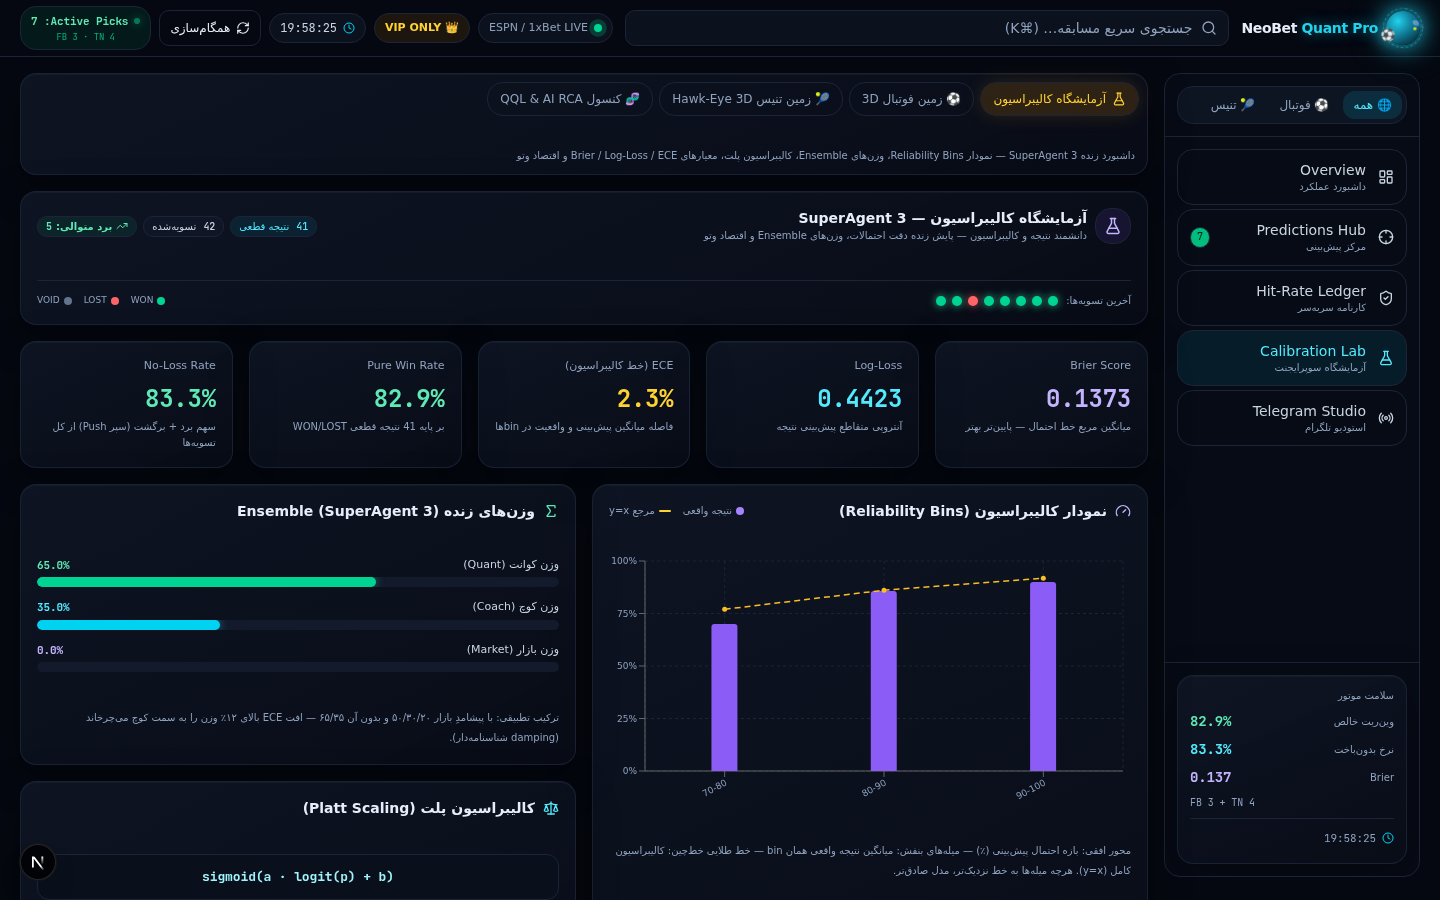 NeoBet Quant Pro
جستجوی سریع مسابقه... (⌘K)
ESPN / 1xBet LIVE
VIP ONLY 👑
19:58:25
همگام‌سازی
7 :Active Picks
FB 3 · TN 4
🌐 همه
⚽ فوتبال
🎾 تنیس
Overview
داشبورد عملکرد
Predictions Hub
مرکز پیش‌بینی
7
Hit-Rate Ledger
کارنامه سربه‌سر
Calibration Lab
آزمایشگاه سوپرایجنت
Telegram Studio
استودیو تلگرام
سلامت موتور
وین‌ریت خالص
82.9%
نرخ بدون‌باخت
83.3%
Brier
0.137
FB 3 + TN 4
19:58:25
آزمایشگاه کالیبراسیون
⚽ زمین فوتبال 3D
🎾 زمین تنیس Hawk-Eye 3D
🧬 کنسول QQL & AI RCA
داشبورد زنده SuperAgent 3 — نمودار Reliability Bins، وزن‌های Ensemble، کالیبراسیون پلت، معیارهای Brier / Log-Loss / ECE و اقتصاد وتو
آزمایشگاه کالیبراسیون — SuperAgent 3
دانشمند نتیجه و کالیبراسیون — پایش زنده دقت احتمالات، وزن‌های Ensemble و اقتصاد وتو
41 نتیجه قطعی
42 تسویه‌شده
برد متوالی: 5
آخرین تسویه‌ها:
WON
LOST
VOID
Brier Score
0.1373
میانگین مربع خطا احتمال — پایین‌تر بهتر
Log-Loss
0.4423
آنتروپی متقاطع پیش‌بینی نتیجه
ECE (خط کالیبراسیون)
2.3%
فاصله میانگین پیش‌بینی و واقعیت در binها
Pure Win Rate
82.9%
بر پایه 41 نتیجه قطعی WON/LOST
No-Loss Rate
83.3%
سهم برد + برگشت (سپر Push) از کل
تسویه‌ها
نمودار کالیبراسیون (Reliability Bins)
نتیجه واقعی
مرجع y=x
100%
75%
50%
25%
0%
70-80
80-90
90-100
محور افقی: بازه احتمال پیش‌بینی (٪) — میله‌های بنفش: میانگین نتیجه واقعی همان bin — خط طلایی خط‌چین: کالیبراسیون
کامل (y=x). هرچه میله‌ها به خط نزدیک‌تر، مدل صادق‌تر.
وزن‌های زنده Ensemble (SuperAgent 3)
وزن کوانت (Quant)
65.0%
وزن کوچ (Coach)
35.0%
وزن بازار (Market)
0.0%
ترکیب تطبیقی: با پیشامدِ بازار ۵۰/۳۰/۲۰ و بدون آن ۶۵/۳۵ — افت ECE بالای ۱۲٪ وزن را به سمت کوچ می‌چرخاند
(damping شناسنامه‌دار).
کالیبراسیون پلت (Platt Scaling)
sigmoid(a · logit(p) + b)
N